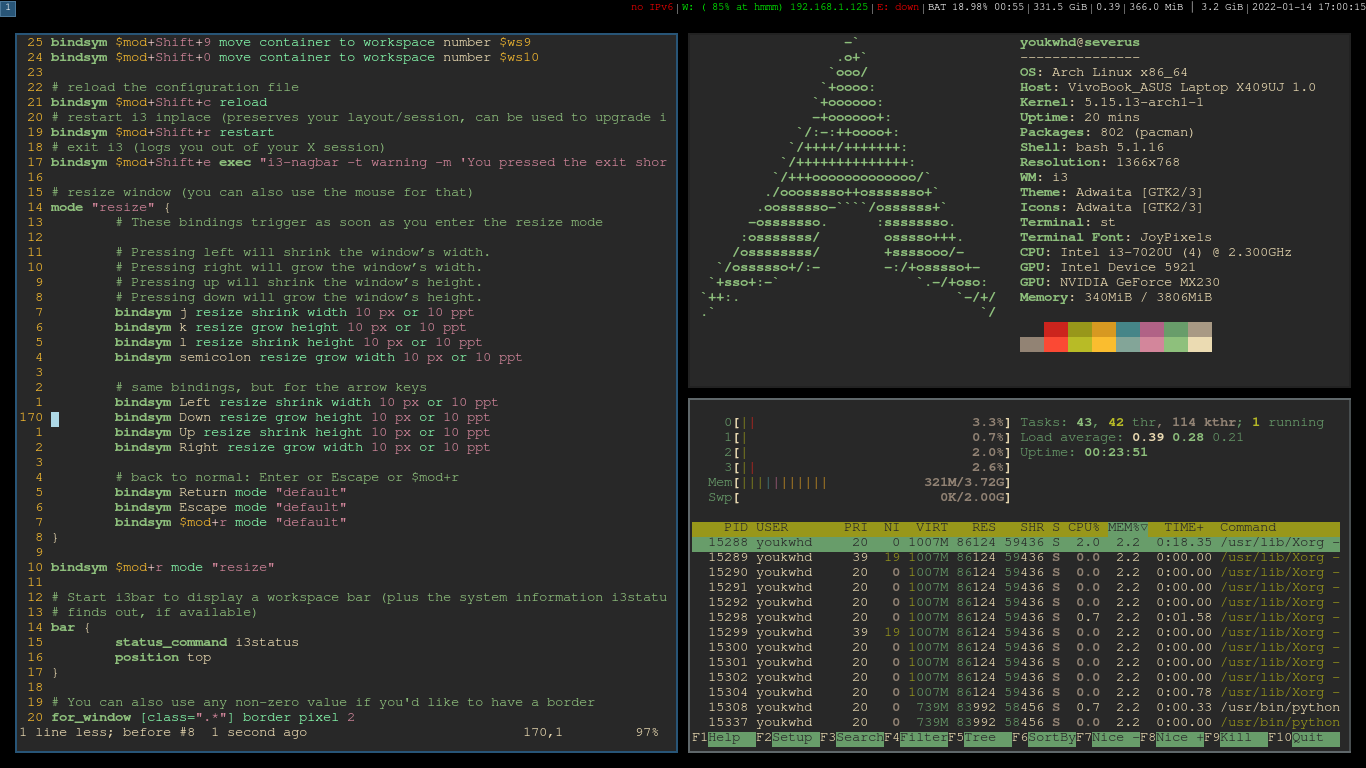 1
no IPv6|W: ( 85% at hmmm) 192.168.1.125|E: down|BAT 18.98% 00:55|331.5 GiB|0.39|366.0 MiB | 3.2 GiB|2022-01-14 17:00:15
25 bindsym $mod+Shift+9 move container to workspace number $ws9
24 bindsym $mod+Shift+0 move container to workspace number $ws10
23
22 # reload the configuration file
21 bindsym $mod+Shift+c reload
20 # restart i3 inplace (preserves your layout/session, can be used to upgrade i
19 bindsym $mod+Shift+r restart
18 # exit i3 (logs you out of your X session)
17 bindsym $mod+Shift+e exec "i3-nagbar -t warning -m 'You pressed the exit shor
16
15 # resize window (you can also use the mouse for that)
14 mode "resize" {
13 # These bindings trigger as soon as you enter the resize mode
12
11 # Pressing left will shrink the window’s width.
10 # Pressing right will grow the window’s width.
9 # Pressing up will shrink the window’s height.
8 # Pressing down will grow the window’s height.
7 bindsym j resize shrink width 10 px or 10 ppt
6 bindsym k resize grow height 10 px or 10 ppt
5 bindsym l resize shrink height 10 px or 10 ppt
4 bindsym semicolon resize grow width 10 px or 10 ppt
3
2 # same bindings, but for the arrow keys
1 bindsym Left resize shrink width 10 px or 10 ppt
170 bindsym Down resize grow height 10 px or 10 ppt
1 bindsym Up resize shrink height 10 px or 10 ppt
2 bindsym Right resize grow width 10 px or 10 ppt
3
4 # back to normal: Enter or Escape or $mod+r
5 bindsym Return mode "default"
6 bindsym Escape mode "default"
7 bindsym $mod+r mode "default"
8 }
9
10 bindsym $mod+r mode "resize"
11
12 # Start i3bar to display a workspace bar (plus the system information i3statu
13 # finds out, if available)
14 bar {
15 status_command i3status
16 position top
17 }
18
19 # You can also use any non-zero value if you'd like to have a border
20 for_window [class=".*"] border pixel 2
1 line less; before #8 1 second ago 170,1 97%
-`
.o+`
`ooo/
`+oooo:
`+oooooo:
-+oooooo+:
`/:-:++oooo+:
`/++++/+++++++:
`/++++++++++++++:
`/+++ooooooooooooo/`
./ooosssso++osssssso+`
.oossssso-````/ossssss+`
-osssssso. :ssssssso.
:osssssss/ osssso+++.
/ossssssss/ +ssssooo/-
`/ossssso+/:- -:/+osssso+-
`+sso+:-` `.-/+oso:
`++:. `-/+/
.` `/
youkwhd@severus
---------------
OS: Arch Linux x86_64
Host: VivoBook_ASUS Laptop X409UJ 1.0
Kernel: 5.15.13-arch1-1
Uptime: 20 mins
Packages: 802 (pacman)
Shell: bash 5.1.16
Resolution: 1366x768
WM: i3
Theme: Adwaita [GTK2/3]
Icons: Adwaita [GTK2/3]
Terminal: st
Terminal Font: JoyPixels
CPU: Intel i3-7020U (4) @ 2.300GHz
GPU: Intel Device 5921
GPU: NVIDIA GeForce MX230
Memory: 340MiB / 3806MiB
0[|| 3.3%] Tasks: 43, 42 thr, 114 kthr; 1 running
1[| 0.7%] Load average: 0.39 0.28 0.21
2[| 2.0%] Uptime: 00:23:51
3[|| 2.6%]
Mem[||||||||||| 321M/3.72G]
Swp[ 0K/2.00G]
PID USER PRI NI VIRT RES SHR S CPU% MEM%▽ TIME+ Command
15288 youkwhd 20 0 1007M 86124 59436 S 2.0 2.2 0:18.35 /usr/lib/Xorg -
15289 youkwhd 39 19 1007M 86124 59436 S 0.0 2.2 0:00.00 /usr/lib/Xorg -
15290 youkwhd 20 0 1007M 86124 59436 S 0.0 2.2 0:00.00 /usr/lib/Xorg -
15291 youkwhd 20 0 1007M 86124 59436 S 0.0 2.2 0:00.00 /usr/lib/Xorg -
15292 youkwhd 20 0 1007M 86124 59436 S 0.0 2.2 0:00.00 /usr/lib/Xorg -
15298 youkwhd 20 0 1007M 86124 59436 S 0.7 2.2 0:01.58 /usr/lib/Xorg -
15299 youkwhd 39 19 1007M 86124 59436 S 0.0 2.2 0:00.00 /usr/lib/Xorg -
15300 youkwhd 20 0 1007M 86124 59436 S 0.0 2.2 0:00.00 /usr/lib/Xorg -
15301 youkwhd 20 0 1007M 86124 59436 S 0.0 2.2 0:00.00 /usr/lib/Xorg -
15302 youkwhd 20 0 1007M 86124 59436 S 0.0 2.2 0:00.00 /usr/lib/Xorg -
15304 youkwhd 20 0 1007M 86124 59436 S 0.0 2.2 0:00.78 /usr/lib/Xorg -
15308 youkwhd 20 0 739M 83992 58456 S 0.7 2.2 0:00.33 /usr/bin/python
15337 youkwhd 20 0 739M 83992 58456 S 0.0 2.2 0:00.00 /usr/bin/python
F1Help F2Setup F3SearchF4FilterF5Tree F6SortByF7Nice -F8Nice +F9Kill F10Quit